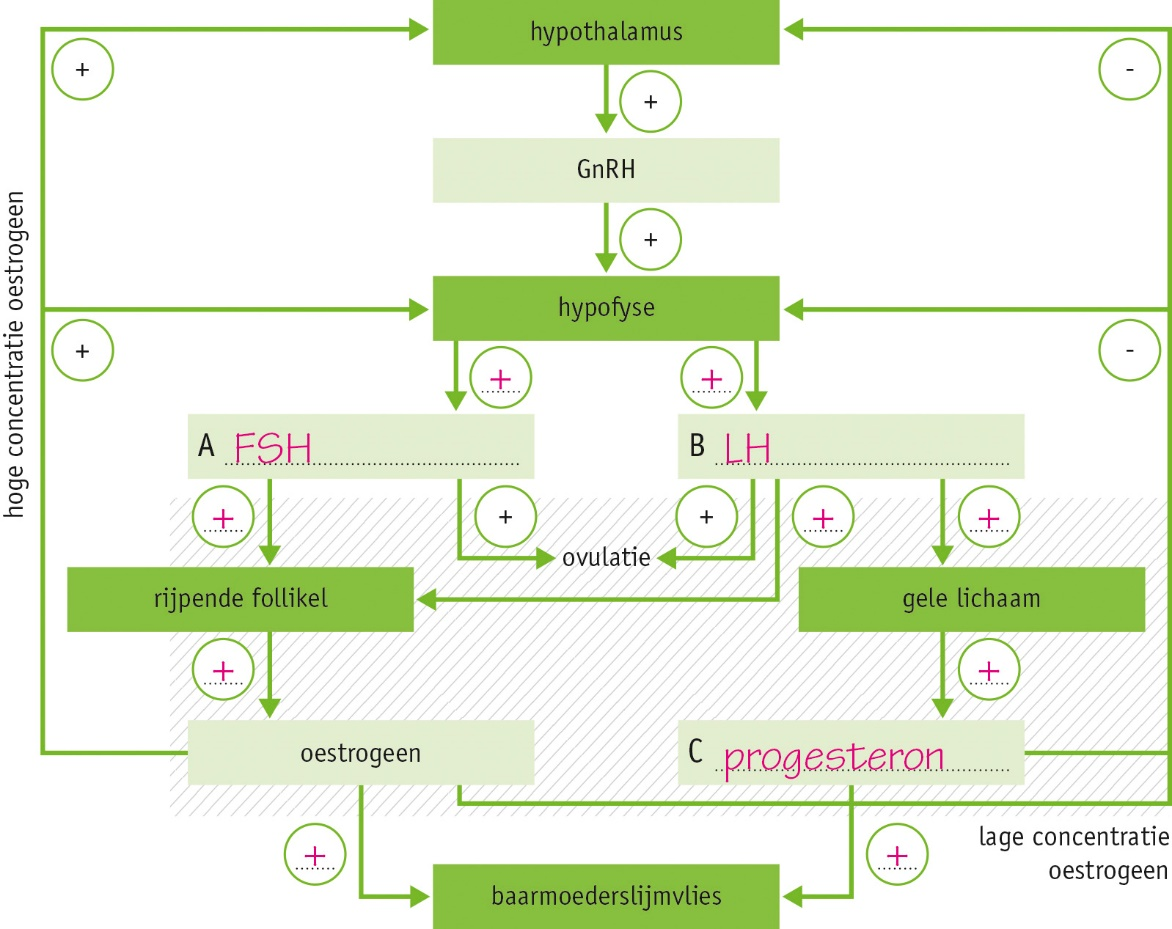 hypothalamus
+
-
+
GnRH
+
hoge concentratie oestrogeen
hypofyse
+
-
+
+
A FSH
B LH
+
+
+
+
+
ovulatie
rijpende follikel
gele lichaam
+
+
oestrogeen
C progesteron
lage concentratie
oestrogeen
+
+
baarmoederslijmvlies